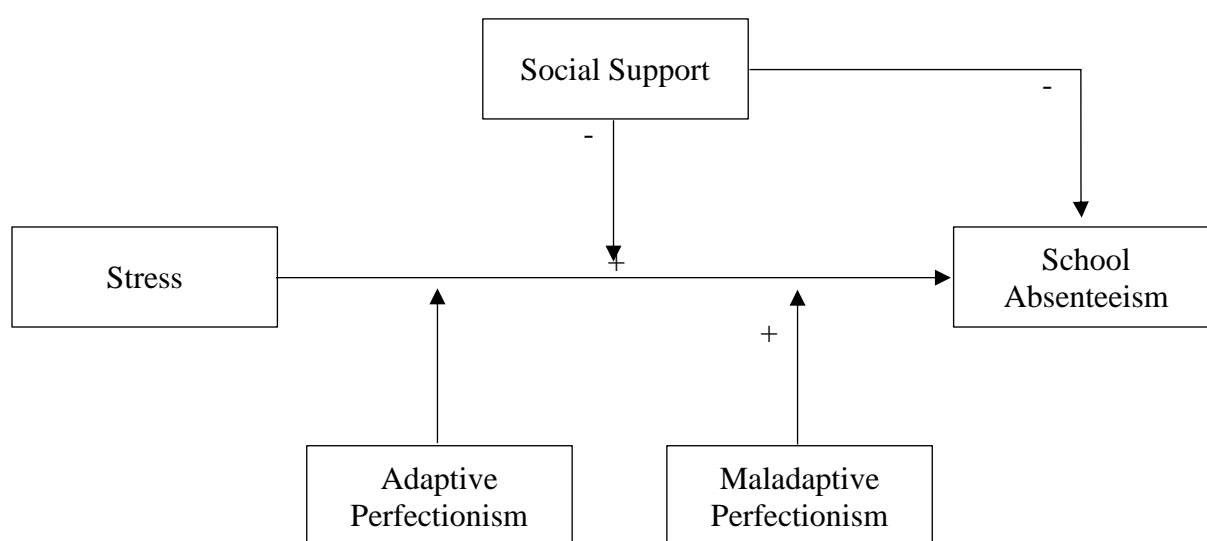 Social Support
-
-
Stress
+
School
Absenteeism
+
Adaptive
Perfectionism
Maladaptive
Perfectionism